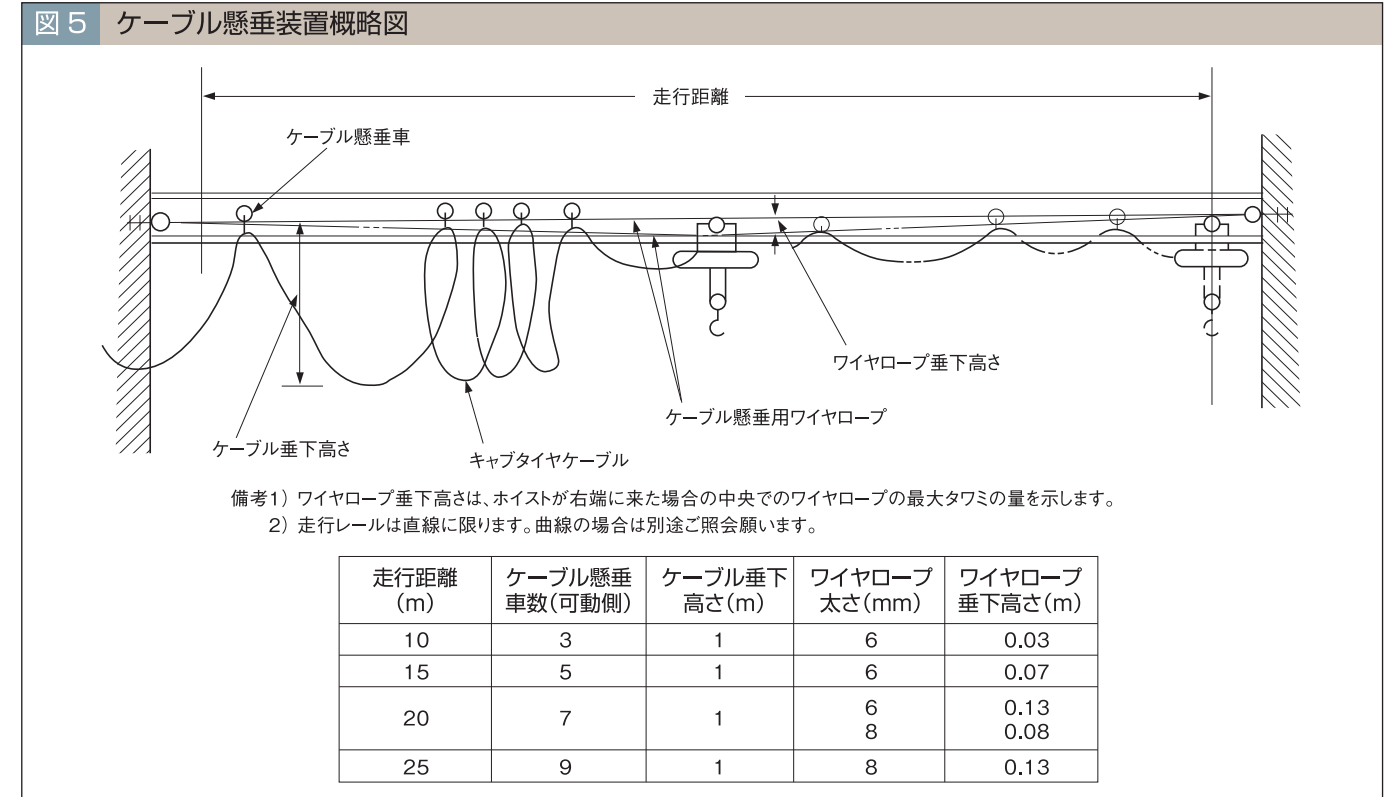 図 5 ケーブル懸垂装置概略図
走行距離
ケーブル懸垂車
ワイヤロープ垂下高さ
ケーブル懸垂用ワイヤロープ
ケーブル垂下高さ
キャブタイヤケーブル
備考1） ワイヤロープ垂下高さは、ホイストが右端に来た場合の中央でのワイヤロープの最大タワミの量を示します。
2） 走行レールは直線に限ります。曲線の場合は別途ご照会願います。
走行距離 ケーブル懸垂 ケーブル垂下 ワイヤロープ ワイヤロープ
（m） 車数（可動側） 高さ（m） 太さ（mm） 垂下高さ（m）
10 3 1 6 0.03
15 5 1 6 0.07
20 7 1 6 0.13
8 0.08
25 9 1 8 0.13